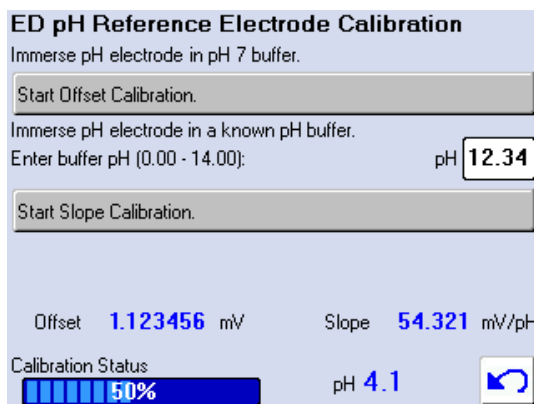 ED pH Reference Electrode Calibration
Immerse pH electrode in pH 7 buffer.
Start Offset Calibration.
Immerse pH electrode in a known pH buffer.
Enter buffer pH (0.00 - 14.00): pH 12.34
Start Slope Calibration.
Offset 1.123456 mV Slope 54.321 mV/pH
Calibration Status
50% pH 4.1